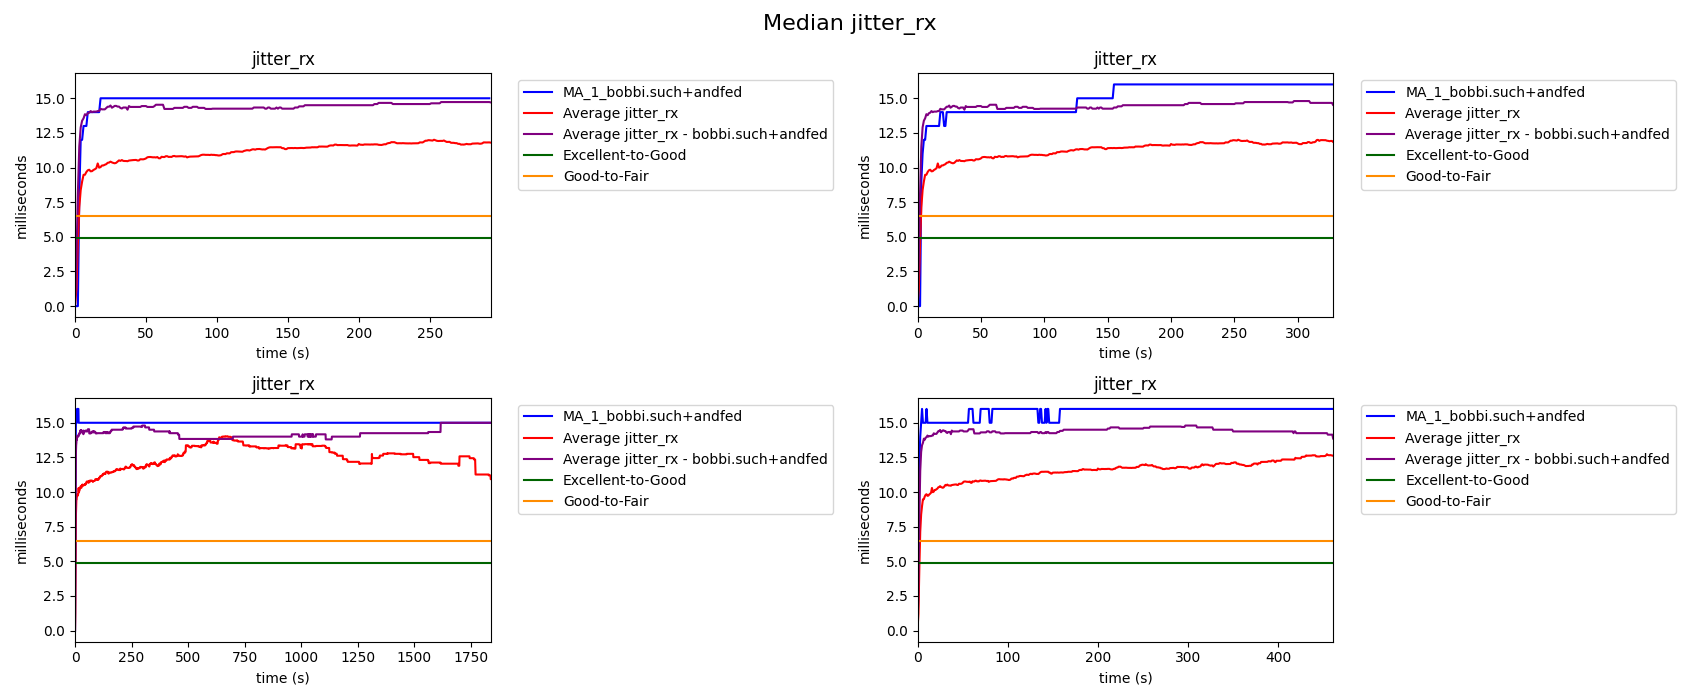 Median jitter_rx
jitter_rx
15.0
12.5
10.0
7.5
5.0
2.5
0.0
milliseconds
0 50 100 150 200 250
time (s)
MA_1_bobbi.such+andfed
Average jitter_rx
Average jitter_rx - bobbi.such+andfed
Excellent-to-Good
Good-to-Fair
jitter_rx
15.0
12.5
10.0
7.5
5.0
2.5
0.0
milliseconds
0 50 100 150 200 250 300
time (s)
MA_1_bobbi.such+andfed
Average jitter_rx
Average jitter_rx - bobbi.such+andfed
Excellent-to-Good
Good-to-Fair
jitter_rx
15.0
12.5
10.0
7.5
5.0
2.5
0.0
milliseconds
0 250 500 750 1000 1250 1500 1750
time (s)
MA_1_bobbi.such+andfed
Average jitter_rx
Average jitter_rx - bobbi.such+andfed
Excellent-to-Good
Good-to-Fair
jitter_rx
15.0
12.5
10.0
7.5
5.0
2.5
0.0
milliseconds
0 100 200 300 400
time (s)
MA_1_bobbi.such+andfed
Average jitter_rx
Average jitter_rx - bobbi.such+andfed
Excellent-to-Good
Good-to-Fair